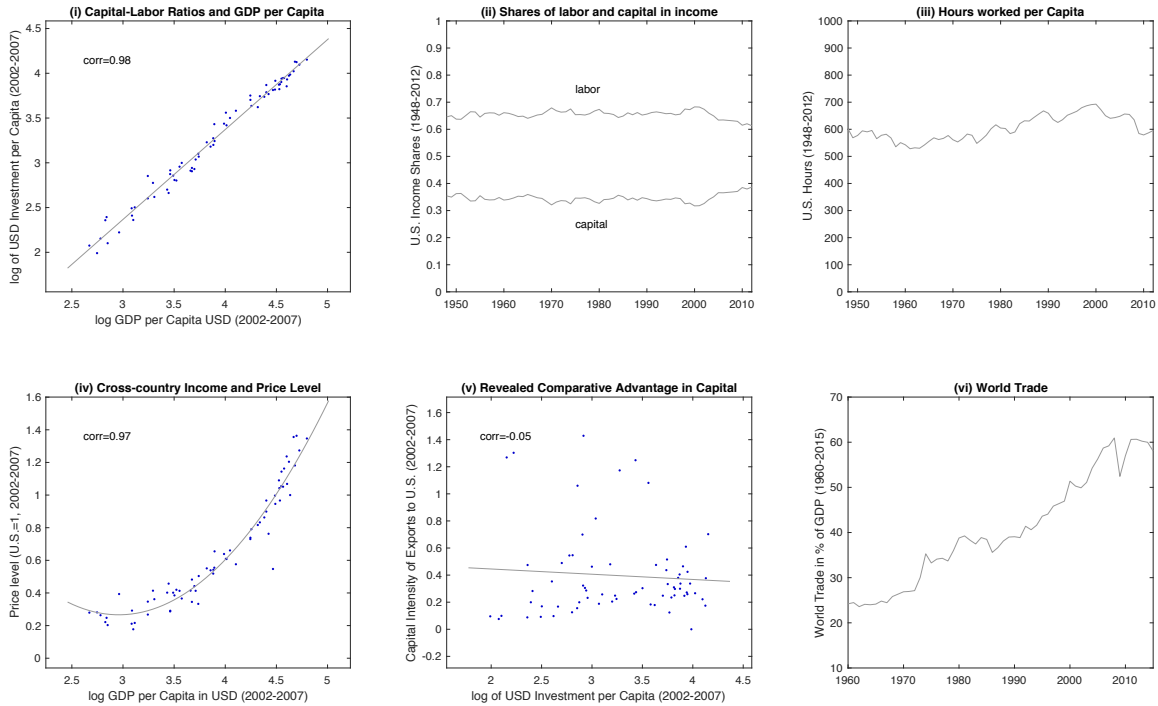 (i) Capital-Labor Ratios and GDP per Capita
log of USD Investment per Capita (2002-2007)
4.5
4
3.5
3
2.5
2
corr=0.98
2.5 3 3.5 4 4.5 5
log GDP per Capita USD (2002-2007)
(ii) Shares of labor and capital in income
U.S. Income Shares (1948-2012)
1
0.9
0.8
0.7
0.6
0.5
0.4
0.3
0.2
0.1
0
labor
capital
1950 1960 1970 1980 1990 2000 2010
(iii) Hours worked per Capita
U.S. Hours (1948-2012)
1000
900
800
700
600
500
400
300
200
100
0
1950 1960 1970 1980 1990 2000 2010
(iv) Cross-country Income and Price Level
Price level (U.S.=1, 2002-2007)
1.6
1.4
1.2
1
0.8
0.6
0.4
0.2
0
corr=0.97
2.5 3 3.5 4 4.5 5
log GDP per Capita in USD (2002-2007)
(v) Revealed Comparative Advantage in Capital
Capital Intensity of Exports to U.S. (2002-2007)
1.6
1.4
1.2
1
0.8
0.6
0.4
0.2
0
-0.2
corr=-0.05
2 2.5 3 3.5 4 4.5
log of USD Investment per Capita (2002-2007)
(vi) World Trade
World Trade in % of GDP (1960-2015)
70
60
50
40
30
20
10
1960 1970 1980 1990 2000 2010